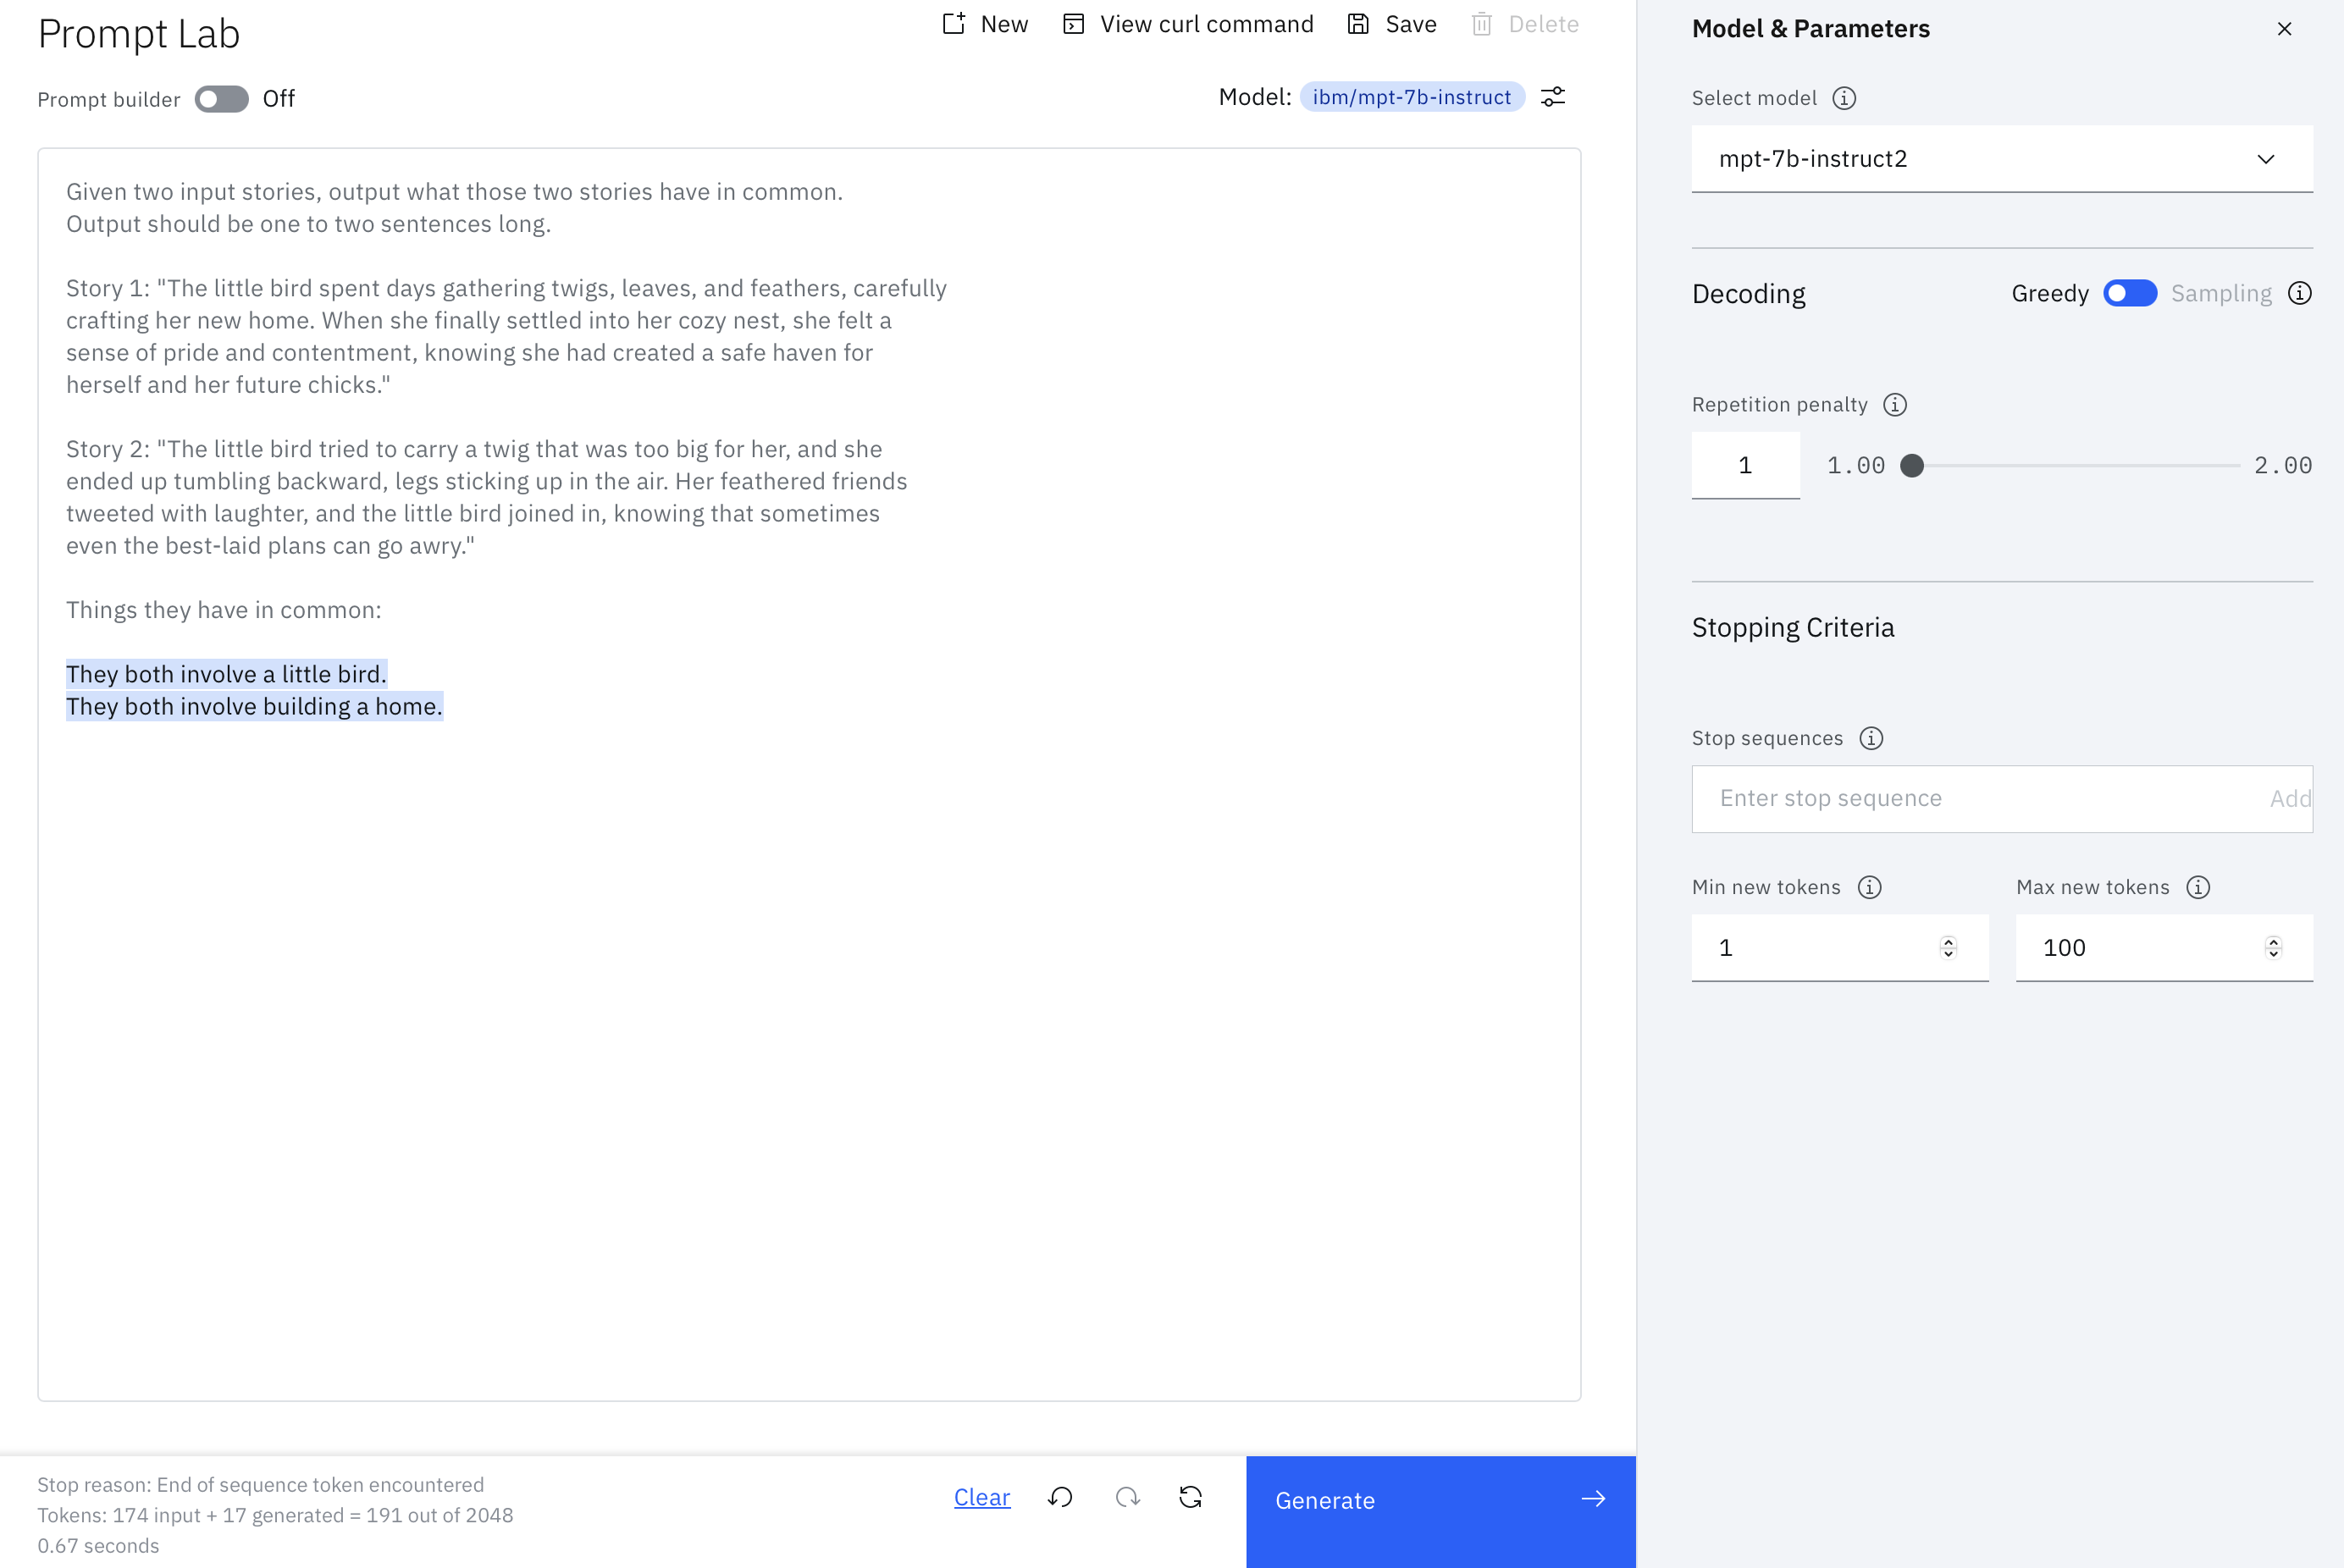 Prompt Lab
New
View curl command
Save
Delete
Prompt builder
Off
Model: ibm/mpt-7b-instruct
Given two input stories, output what those two stories have in common.
Output should be one to two sentences long.
Story 1: "The little bird spent days gathering twigs, leaves, and feathers, carefully
crafting her new home. When she finally settled into her cozy nest, she felt a
sense of pride and contentment, knowing she had created a safe haven for
herself and her future chicks."
Story 2: "The little bird tried to carry a twig that was too big for her, and she
ended up tumbling backward, legs sticking up in the air. Her feathered friends
tweeted with laughter, and the little bird joined in, knowing that sometimes
even the best-laid plans can go awry."
Things they have in common:
They both involve a little bird.
They both involve building a home.
Stop reason: End of sequence token encountered
Tokens: 174 input + 17 generated = 191 out of 2048
0.67 seconds
Clear
Generate
Model & Parameters
Select model
mpt-7b-instruct2
Decoding
Greedy
Sampling
Repetition penalty
1
1.00
2.00
Stopping Criteria
Stop sequences
Enter stop sequence
Add
Min new tokens
Max new tokens
1
100